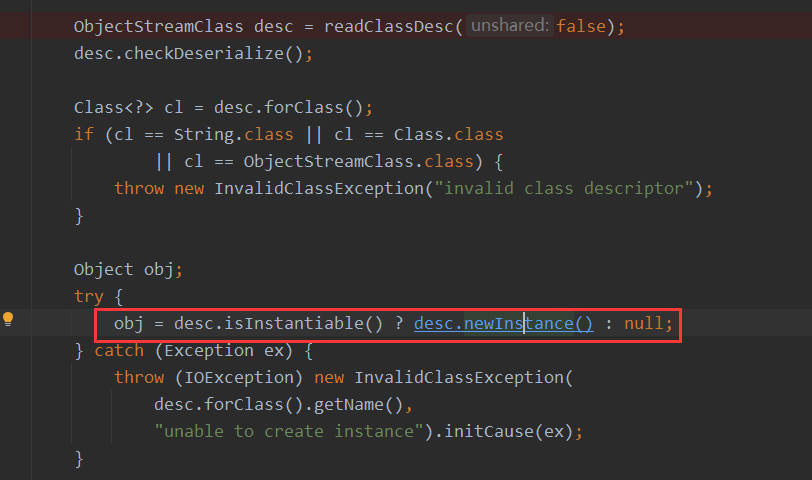 ObjectStreamClass desc = readClassDesc( unshared: false);
desc.checkDeserialize();
Class<?> cl = desc.forClass();
if (cl == String.class || cl == Class.class
|| cl == ObjectStreamClass.class) {
throw new InvalidClassException("invalid class descriptor");
}
Object obj;
try {
obj = desc.isInstantiable() ? desc.newInstance() : null;
} catch (Exception ex) {
throw (IOException) new InvalidClassException(
desc.forClass().getName(),
"unable to create instance").initCause(ex);
}